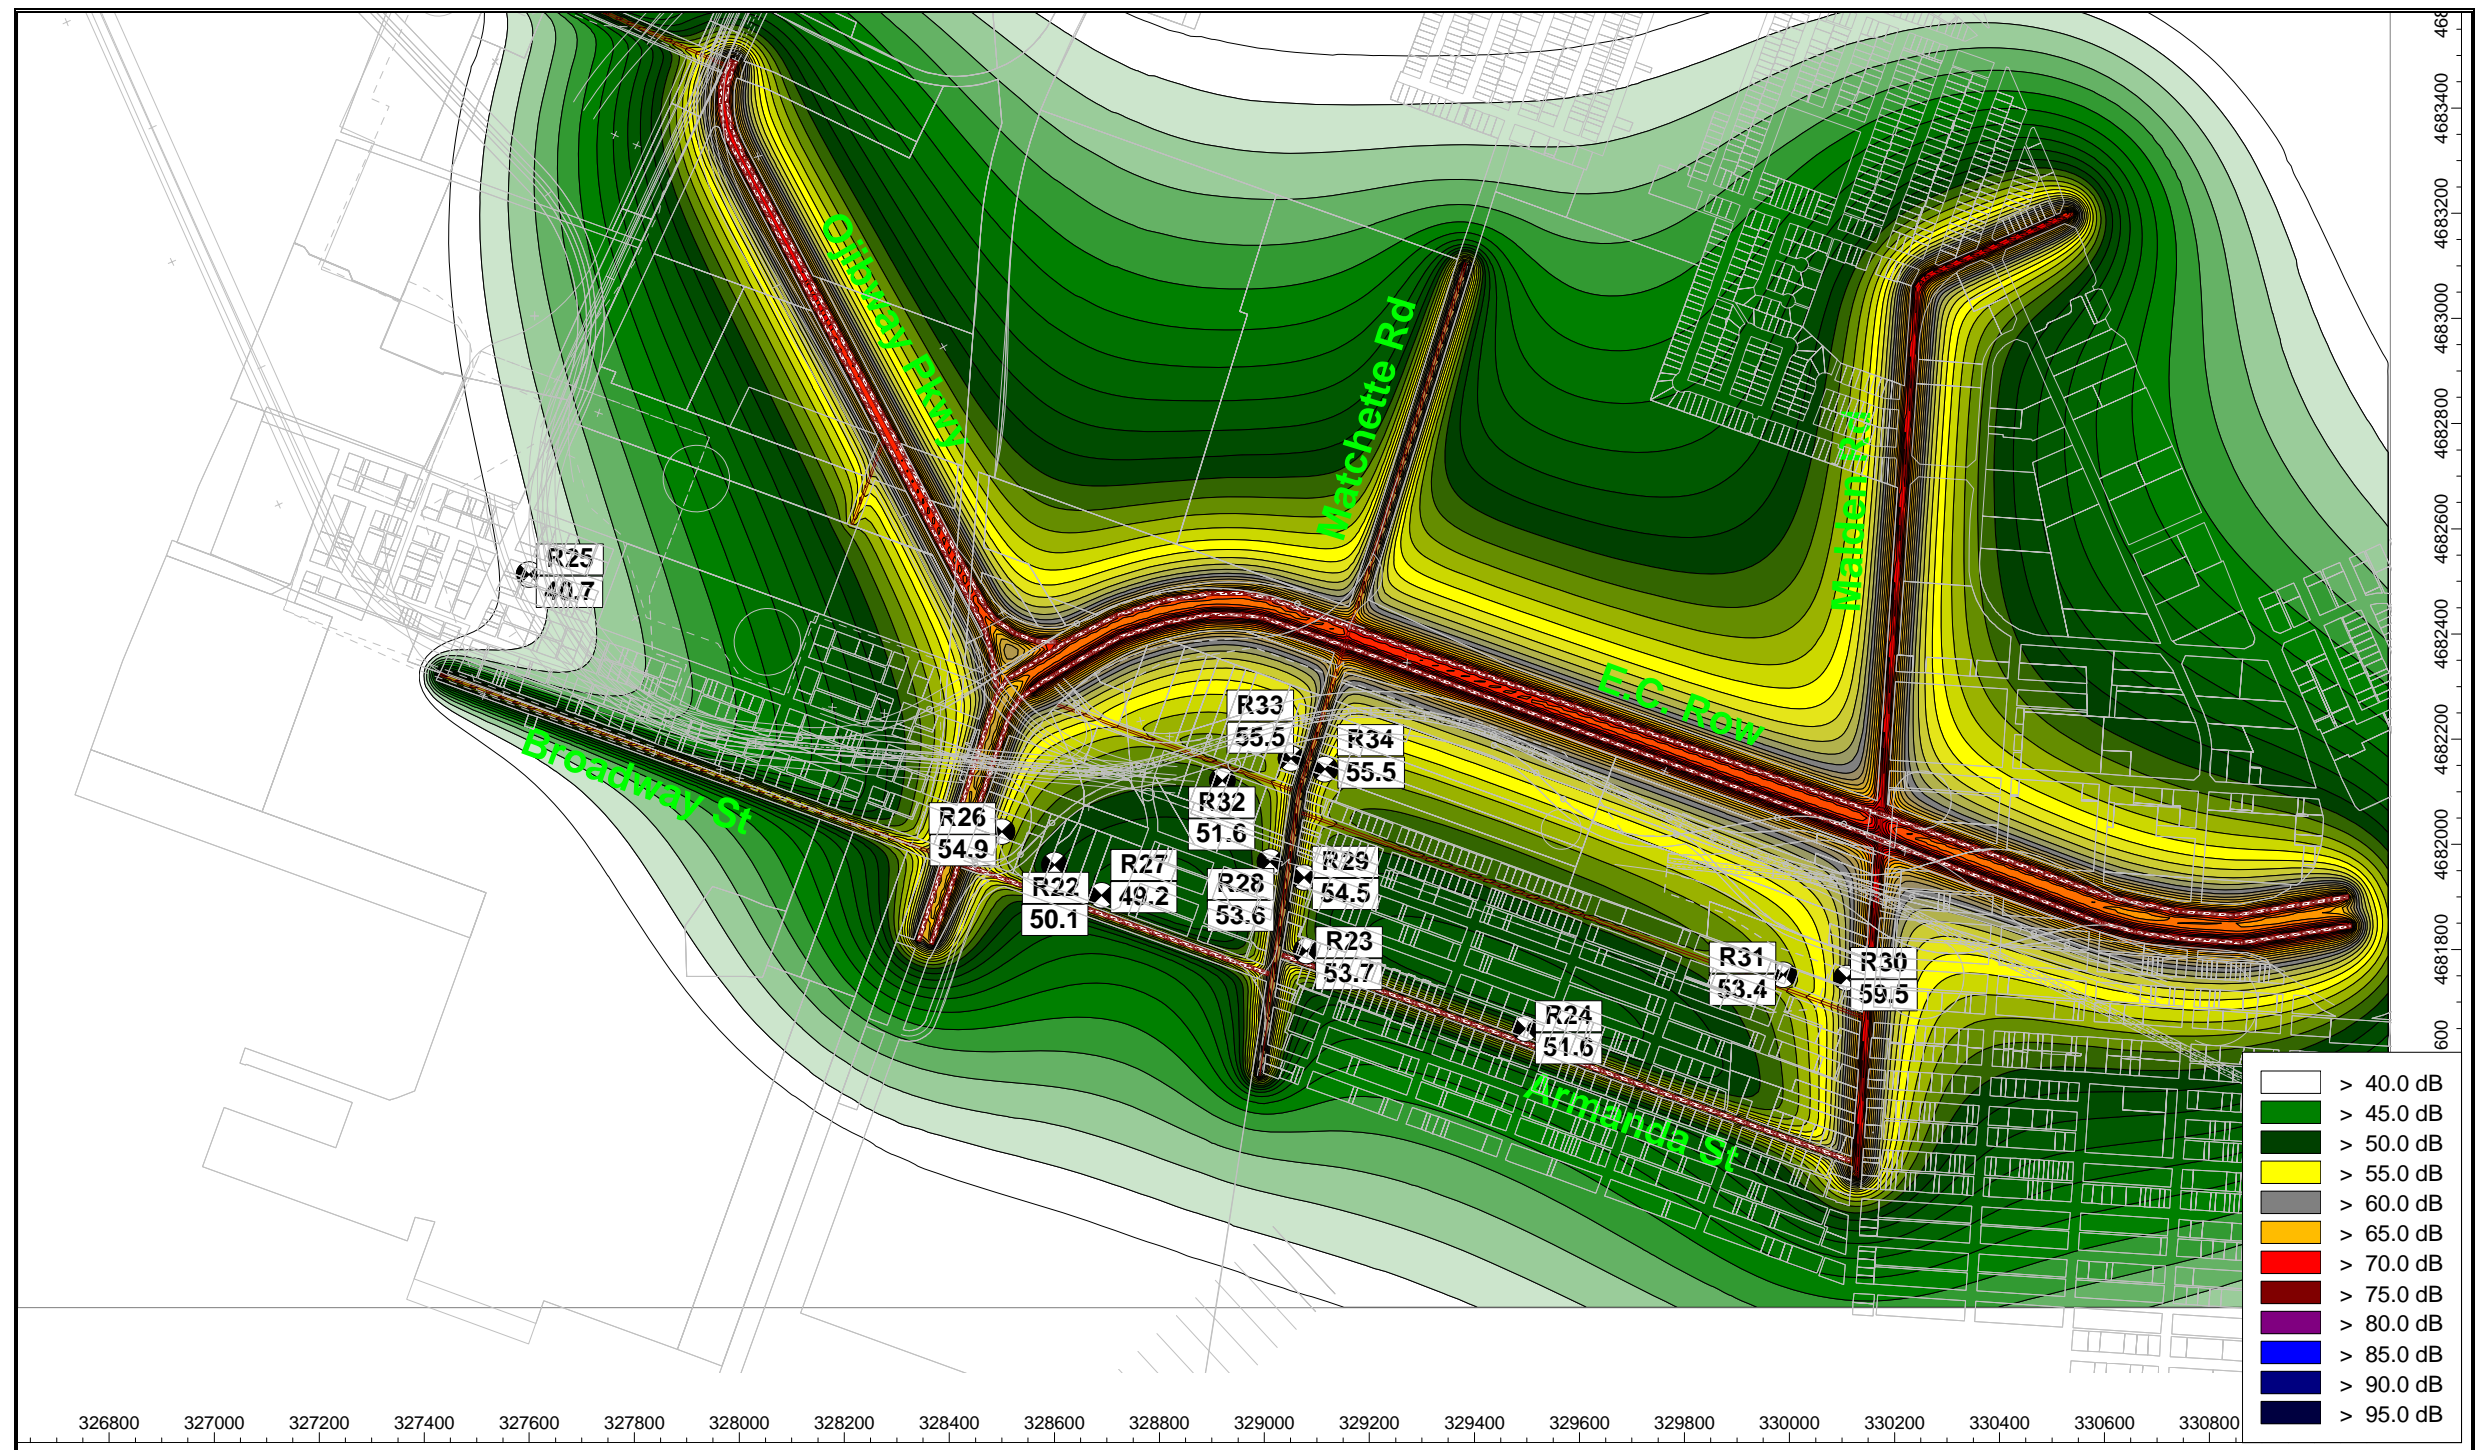 Ojibway Pkwy
Matchette Rd
Malden Rd
E.C. Row
Broadway St
Armanda St
R25
40.7
R33
55.5
R34
55.5
R32
51.6
R26
54.9
R22
50.1
R27
49.2
R28
53.6
R29
54.5
R23
53.7
R31
53.4
R30
59.5
R24
51.6
4683400
4683200
4683000
4682800
4682600
4682400
4682200
4682000
4681800
600
> 40.0 dB
> 45.0 dB
> 50.0 dB
> 55.0 dB
> 60.0 dB
> 65.0 dB
> 70.0 dB
> 75.0 dB
> 80.0 dB
> 85.0 dB
> 90.0 dB
> 95.0 dB
326800 327000 327200 327400 327600 327800 328000 328200 328400 328600 328800 329000 329200 329400 329600 329800 330000 330200 330400 330600 330800